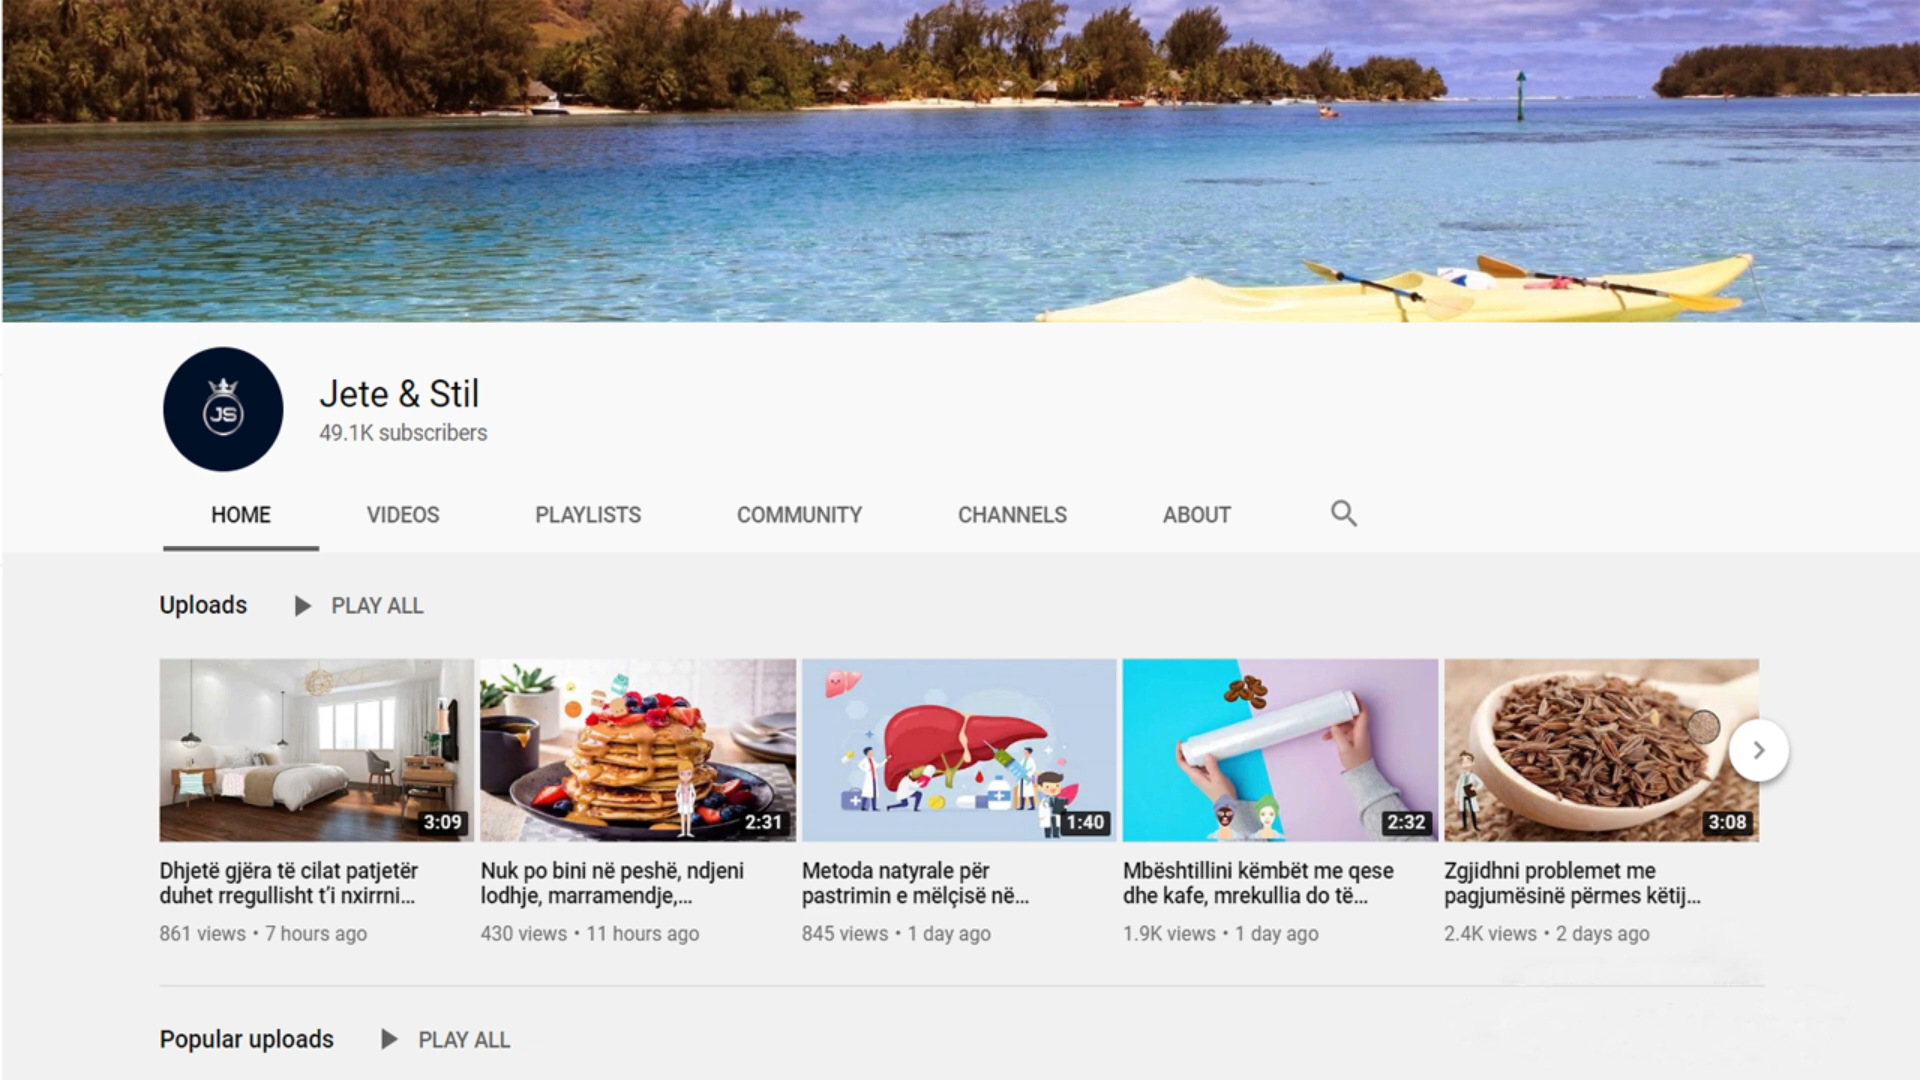 JS
Jete & Stil
49.1K subscribers
HOME VIDEOS PLAYLISTS COMMUNITY CHANNELS ABOUT
Uploads PLAY ALL
3:09 2:31 1:40 2:32 3:08
Dhjetë gjëra të cilat patjetër
duhet rregullisht t'i nxirrni...
861 views • 7 hours ago
Nuk po bini në peshë, ndjeni
lodhje, marramendje,...
430 views • 11 hours ago
Metoda natyrale për
pastrimin e mëlçisë në...
845 views • 1 day ago
Mbështillini këmbët me qese
dhe kafe, mrekullia do të...
1.9K views • 1 day ago
Zgjidhni problemet me
pagjumësinë përmes këtij...
2.4K views • 2 days ago
Popular uploads PLAY ALL